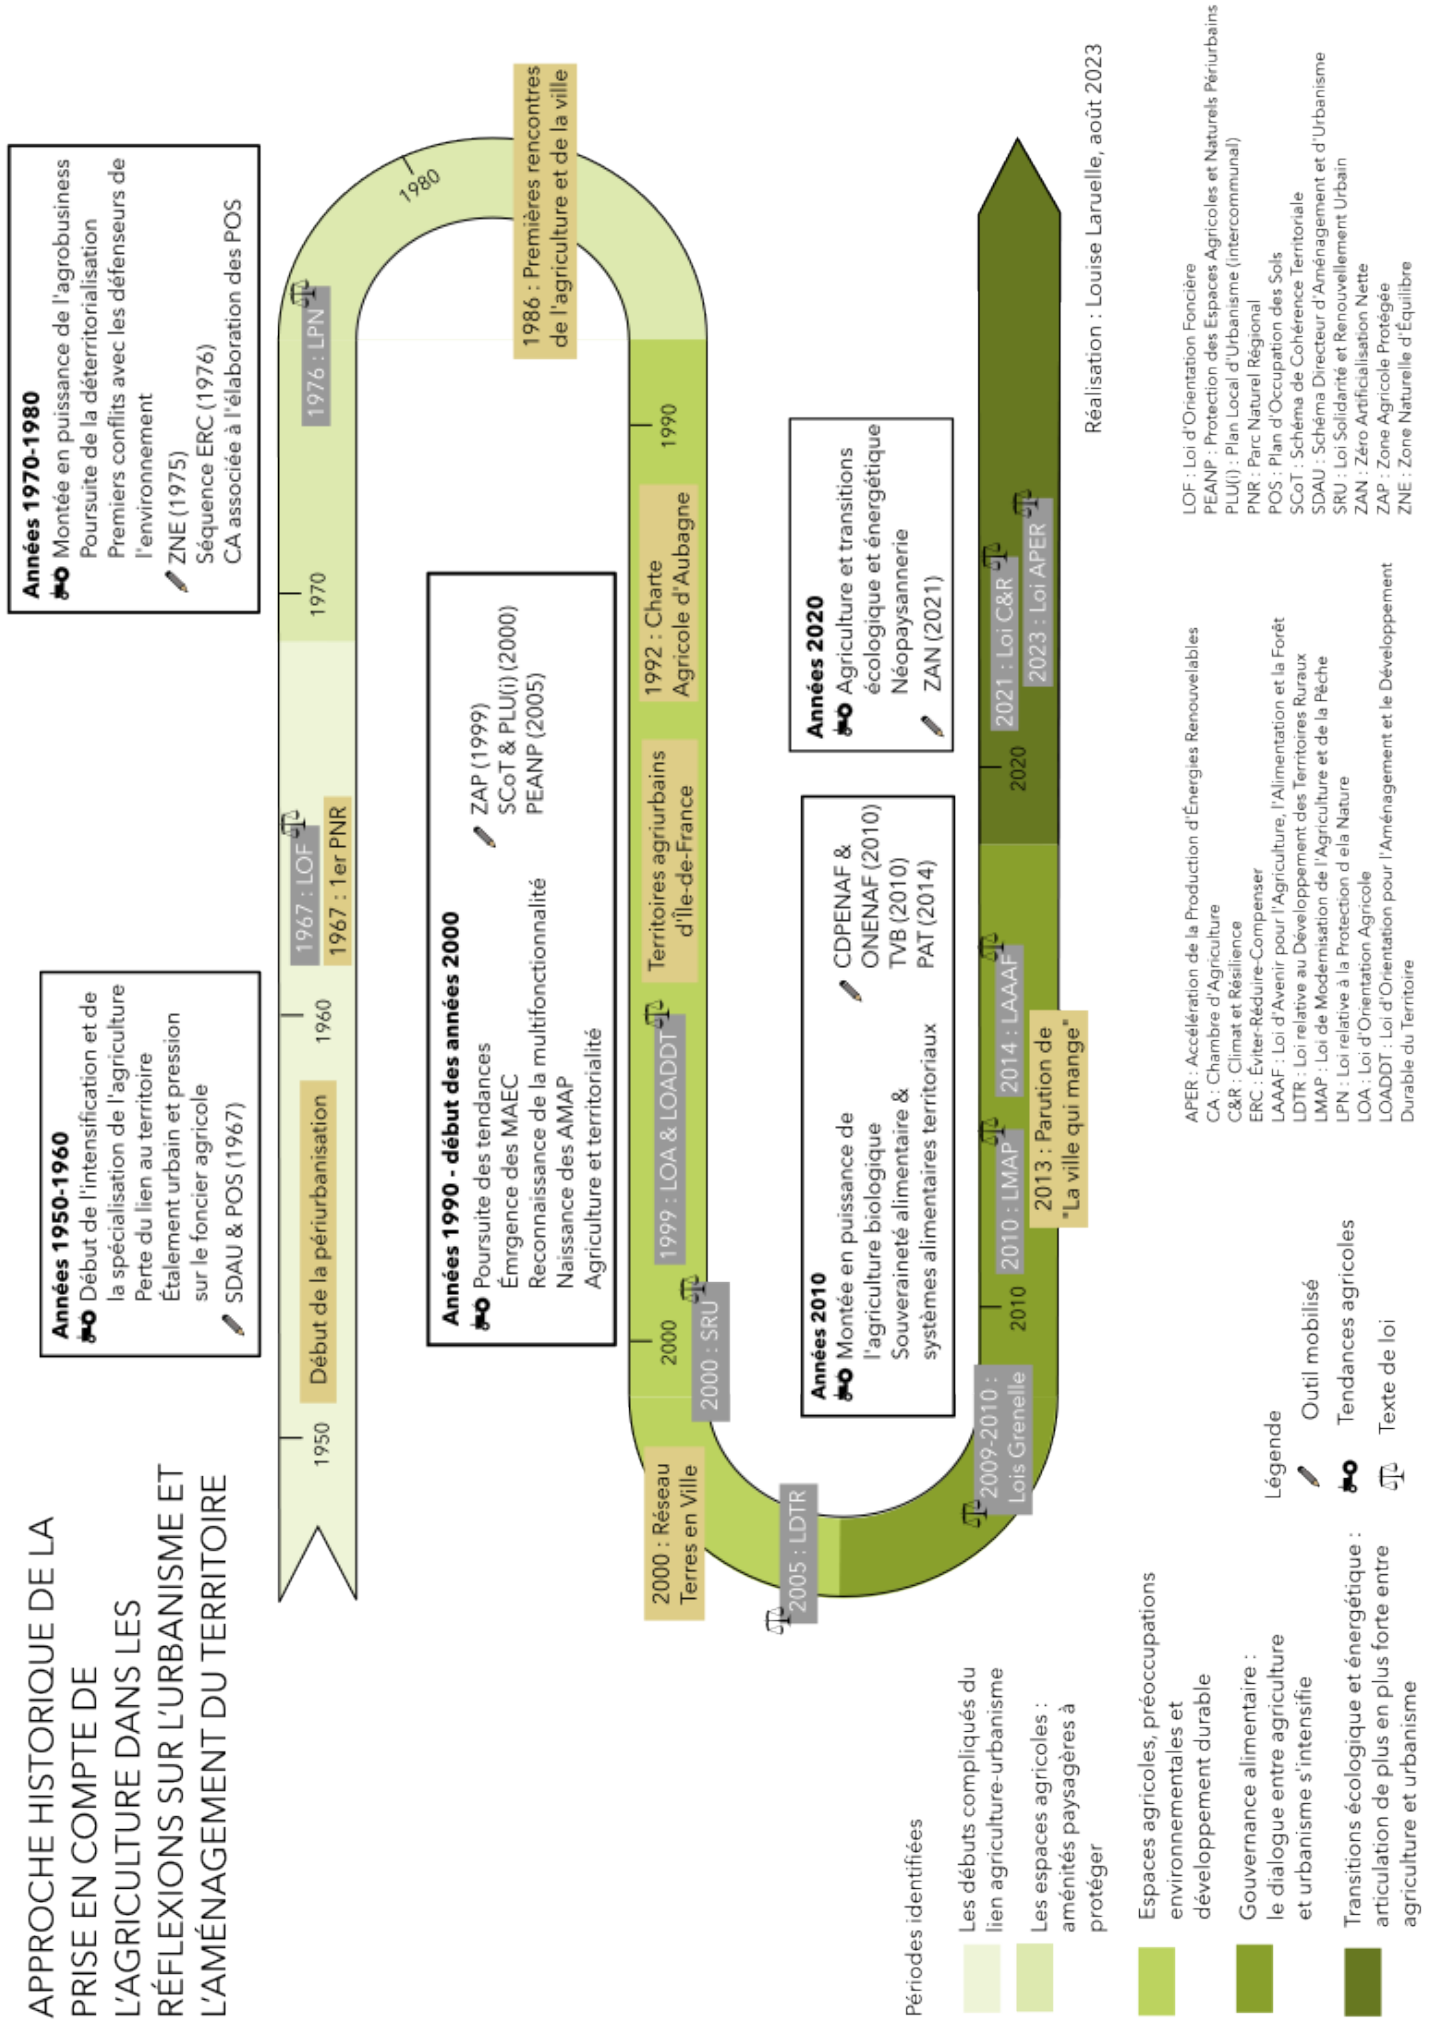 APPROCHE HISTORIQUE DE LA
PRISE EN COMPTE DE
L'AGRICULTURE DANS LES
RÉFLEXIONS SUR L'URBANISME ET
L'AMÉNAGEMENT DU TERRITOIRE
Années 1950-1960
Début de l'intensification et de
la spécialisation de l'agriculture
Perte du lien au territoire
Étalement urbain et pression
sur le foncier agricole
SDAU & POS (1967)
Années 1970-1980
Montée en puissance de l'agrobusiness
Poursuite de la déterritorialisation
Premiers conflits avec les défenseurs de
l'environnement
ZNE (1975)
Séquence ERC (1976)
CA associée à l'élaboration des POS
1950
Début de la périurbanisation
1960
1967 : LOF
1967 : 1er PNR
1970
1976 : LPN
1980
1986 : Premières rencontres
de l'agriculture et de la ville
Années 1990 - début des années 2000
Poursuite des tendances
Émrgence des MAEC
Reconnaissance de la multifonctionnalité
Naissance des AMAP
Agriculture et territorialité
ZAP (1999)
SCoT & PLU(i) (2000)
PEANP (2005)
1990
1992 : Charte
Agricole d'Aubagne
Territoires agriurbains
d'Île-de-France
1999 : LOA & LOADDT
2000
2000 : SRU
2000 : Réseau
Terres en Ville
2005 : LDTR
2009-2010 :
Lois Grenelle
Années 2010
Montée en puissance de
l'agriculture biologique
Souveraineté alimentaire &
systèmes alimentaires territoriaux
CDPENAF &
ONENAF (2010)
TVB (2010)
PAT (2014)
Années 2020
Agriculture et transitions
écologique et énergétique
Néopaysannerie
ZAN (2021)
2010
2010 : LMAP
2013 : Parution de
"La ville qui mange"
2014 : LAAAF
2020
2021 : Loi C&R
2023 : Loi APER
Réalisation : Louise Laruelle, août 2023
Périodes identifiées
Les débuts compliqués du
lien agriculture-urbanisme
Les espaces agricoles :
aménités paysagères à
protéger
Espaces agricoles, préoccupations
environnementales et
développement durable
Gouvernance alimentaire :
le dialogue entre agriculture
et urbanisme s'intensifie
Transitions écologique et énergétique :
articulation de plus en plus forte entre
agriculture et urbanisme
Légende
Outil mobilisé
Tendances agricoles
Texte de loi
APER : Accélération de la Production d'Énergies Renouvelables
CA : Chambre d'Agriculture
C&R : Climat et Résilience
ERC : Éviter-Réduire-Compenser
LAAAF : Loi d'Avenir pour l'Agriculture, l'Alimentation et la Forêt
LDTR : Loi relative au Développement des Territoires Ruraux
LMAP : Loi de Modernisation de l'Agriculture et de la Pêche
LPN : Loi relative à la Protection d ela Nature
LOA : Loi d'Orientation Agricole
LOADDT : Loi d'Orientation pour l'Aménagement et le Développement
Durable du Territoire
LOF : Loi d'Orientation Foncière
PEANP : Protection des Espaces Agricoles et Naturels Périurbains
PLU(i) : Plan Local d'Urbanisme (intercommunal)
PNR : Parc Naturel Régional
POS : Plan d'Occupation des Sols
SCoT : Schéma de Cohérence Territoriale
SDAU : Schéma Directeur d'Aménagement et d'Urbanisme
SRU : Loi Solidarité et Renouvellement Urbain
ZAN : Zéro Artificialisation Nette
ZAP : Zone Agricole Protégée
ZNE : Zone Naturelle d'Équilibre